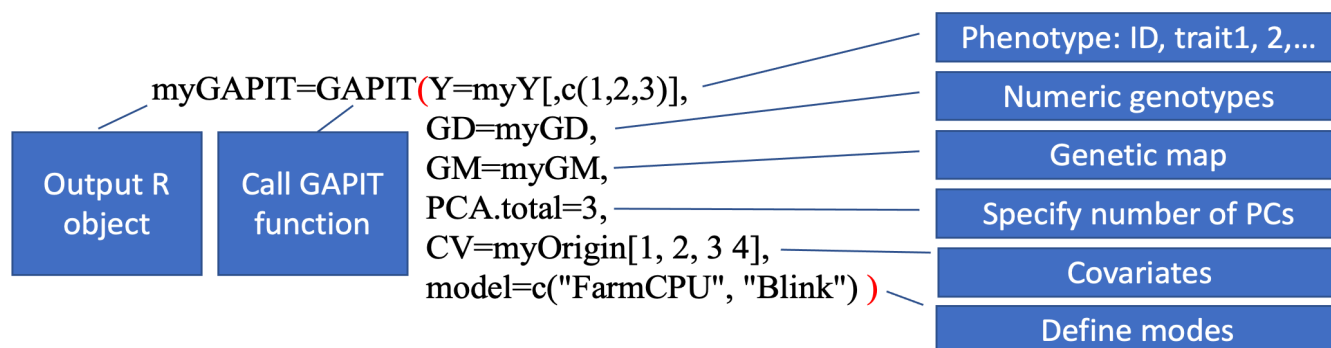 Phenotype: ID, trait1, 2,...
myGAPIT=GAPIT(Y=myY[,c(1,2,3)],
Numeric genotypes
GD=myGD,
Genetic map
GM=myGM,
Output R
object
Call GAPIT
function
PCA.total=3,
Specify number of PCs
CV=myOrigin[1, 2, 3 4],
Covariates
model=c("FarmCPU", "Blink") )
Define modes